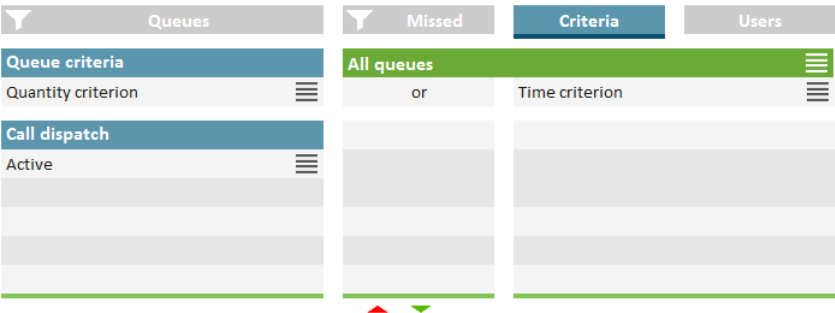 Queues
Missed
Criteria
Users
Queue criteria
All queues
Quantity criterion
or
Time criterion
Call dispatch
Active